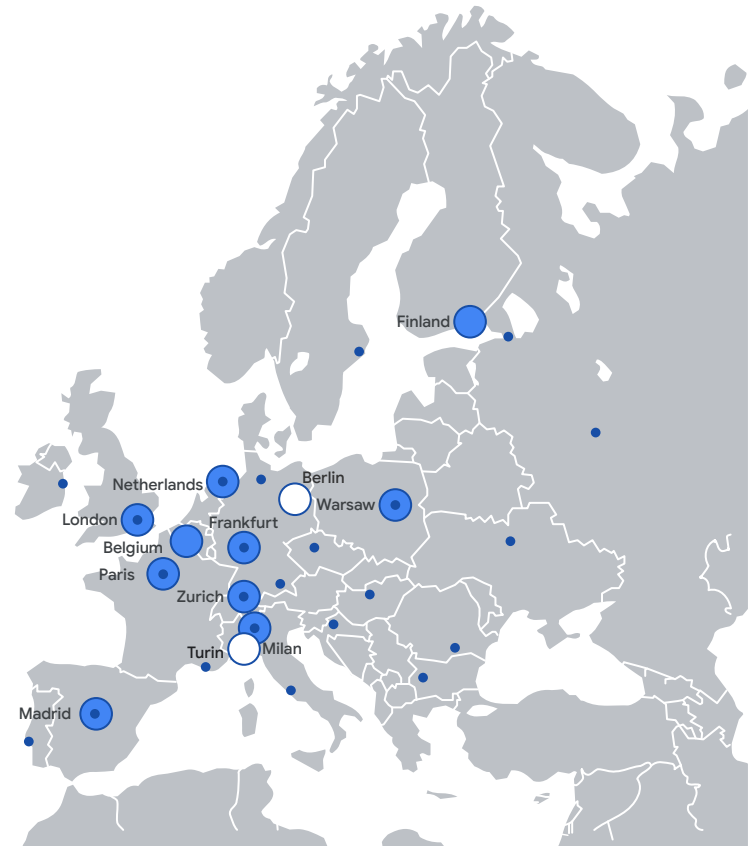 Finland
Berlin
Netherlands
Warsaw
London
Frankfurt
Belgium
Paris
Zurich
Turin
Milan
Madrid